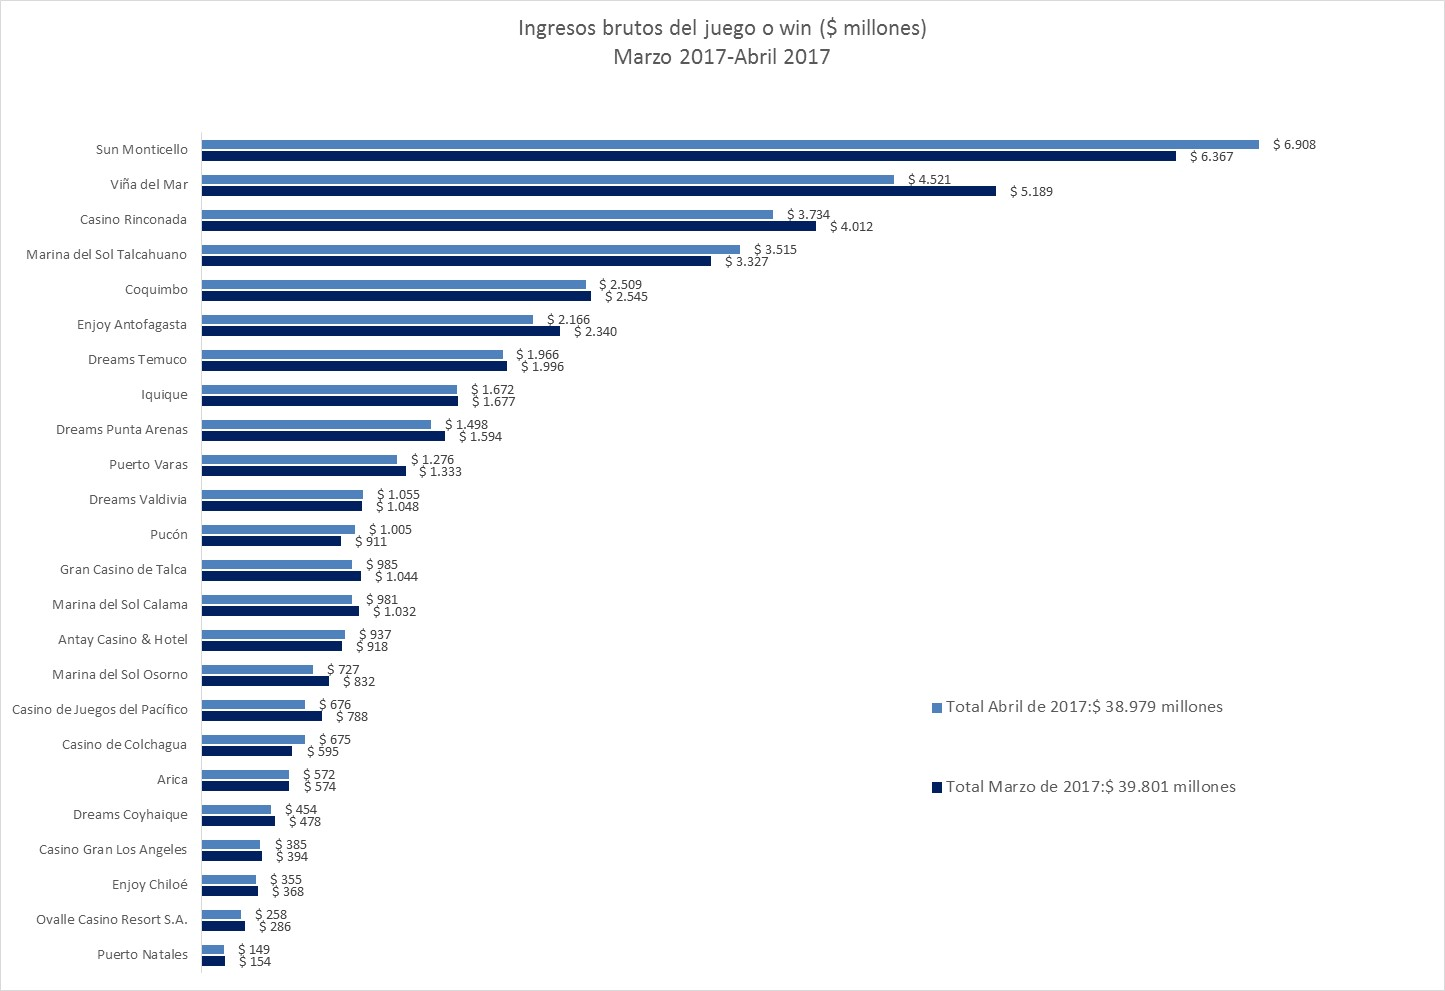 Ingresos brutos del juego o win ($ millones)
Marzo 2017-Abril 2017
Sun Monticello
$ 6.908
$ 6.367
Viña del Mar
$ 4.521
$ 5.189
Casino Rinconada
$ 3.734
$ 4.012
Marina del Sol Talcahuano
$ 3.515
$ 3.327
Coquimbo
$ 2.509
$ 2.545
Enjoy Antofagasta
$ 2.166
$ 2.340
Dreams Temuco
$ 1.966
$ 1.996
Iquique
$ 1.672
$ 1.677
Dreams Punta Arenas
$ 1.498
$ 1.594
Puerto Varas
$ 1.276
$ 1.333
Dreams Valdivia
$ 1.055
$ 1.048
Pucón
$ 1.005
$ 911
Gran Casino de Talca
$ 985
$ 1.044
Marina del Sol Calama
$ 981
$ 1.032
Antay Casino & Hotel
$ 937
$ 918
Marina del Sol Osorno
$ 727
$ 832
Casino de Juegos del Pacífico
$ 676
$ 788
Casino de Colchagua
$ 675
$ 595
Arica
$ 572
$ 574
Dreams Coyhaique
$ 454
$ 478
Casino Gran Los Angeles
$ 385
$ 394
Enjoy Chiloé
$ 355
$ 368
Ovalle Casino Resort S.A.
$ 258
$ 286
Puerto Natales
$ 149
$ 154
Total Abril de 2017:$ 38.979 millones
Total Marzo de 2017:$ 39.801 millones